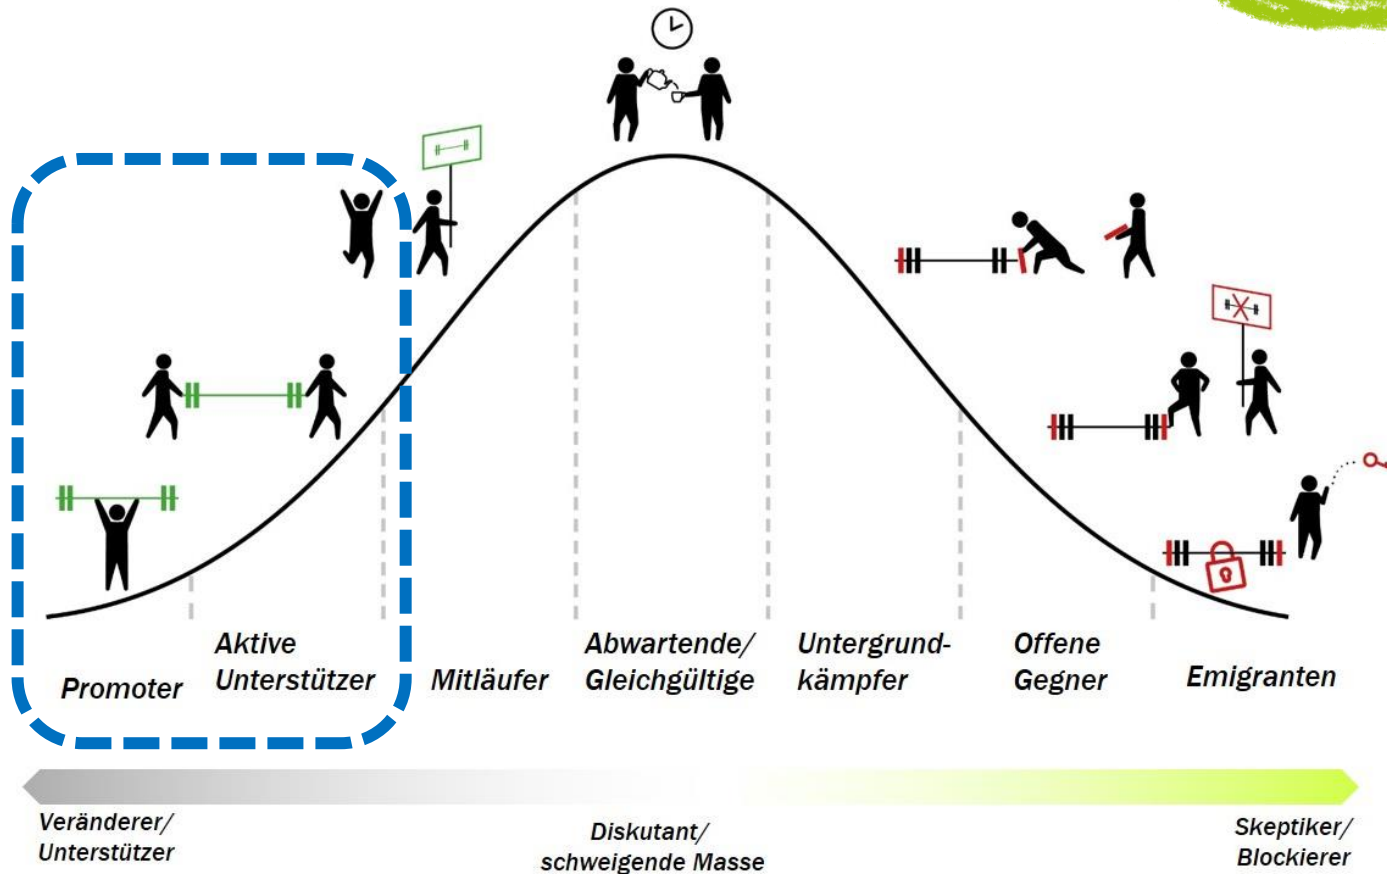 Promoter
Aktive
Unterstützer
Mitläufer
Abwartende/
Gleichgültige
Untergrund-
kämpfer
Offene
Gegner
Emigranten
Veränderer/
Unterstützer
Diskutant/
schweigende Masse
Skeptiker/
Blockierer